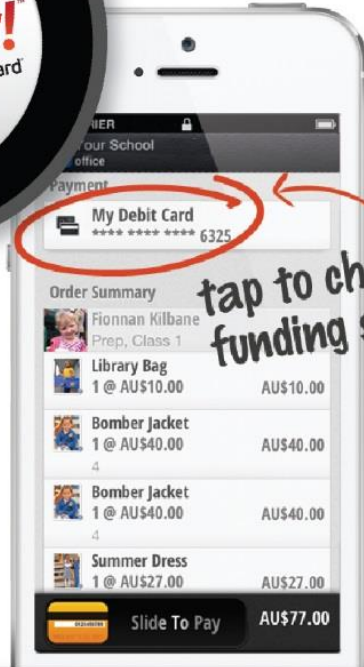 Your School
office
Payment
My Debit Card
**** **** **** 6325
tap to
funding
Order Summary
Fionnan Kilbane
Prep, Class 1
Library Bag
1 @ AU$10.00 AU$10.00
Bomber Jacket
1 @ AU$40.00 AU$40.00
4
Bomber Jacket
1 @ AU$40.00 AU$40.00
4
Summer Dress
1 @ AU$27.00 AU$27.00
Slide To Pay AU$77.00